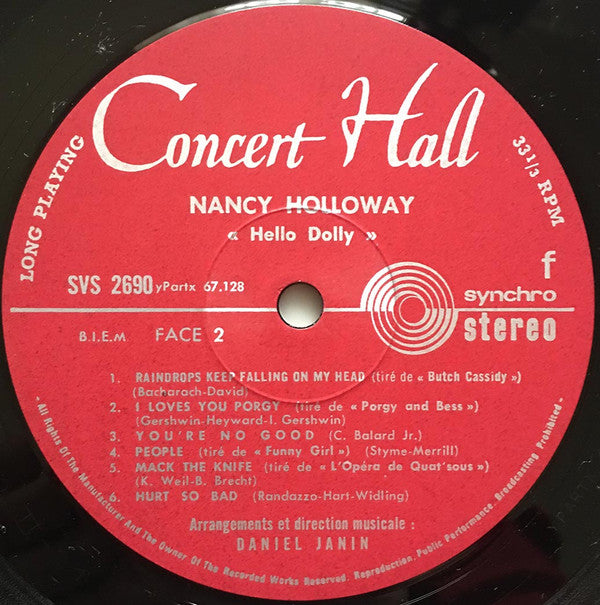 Concert Hall
LONG PLAYING
33 1/3 RPM
NANCY HOLLOWAY
« Hello Dolly »
SVS 2690 yPartx 67.128
f
synchro
stereo
B.I.E.M. FACE 2
1. RAINDROPS KEEP FALLING ON MY HEAD (tiré de « Butch Cassidy »)
(Bacharach-David)
2. I LOVES YOU PORGY (tiré de « Porgy and Bess »)
(Gershwin-Heyward-I. Gershwin)
3. YOU'RE NO GOOD (C. Balard Jr.)
4. PEOPLE (tiré de « Funny Girl ») (Styme-Merrill)
5. MACK THE KNIFE (tiré de « L'Opéra de Quat'sous »)
(K. Weil-B. Brecht)
6. HURT SO BAD (Randazzo-Hart-Widling)
Arrangements et direction musicale :
DANIEL JANIN
- All Rights Of The Manufacturer And The Owner Of The Recorded Works Reserved. Reproduction, Public Performance, Broadcasting Prohibited -